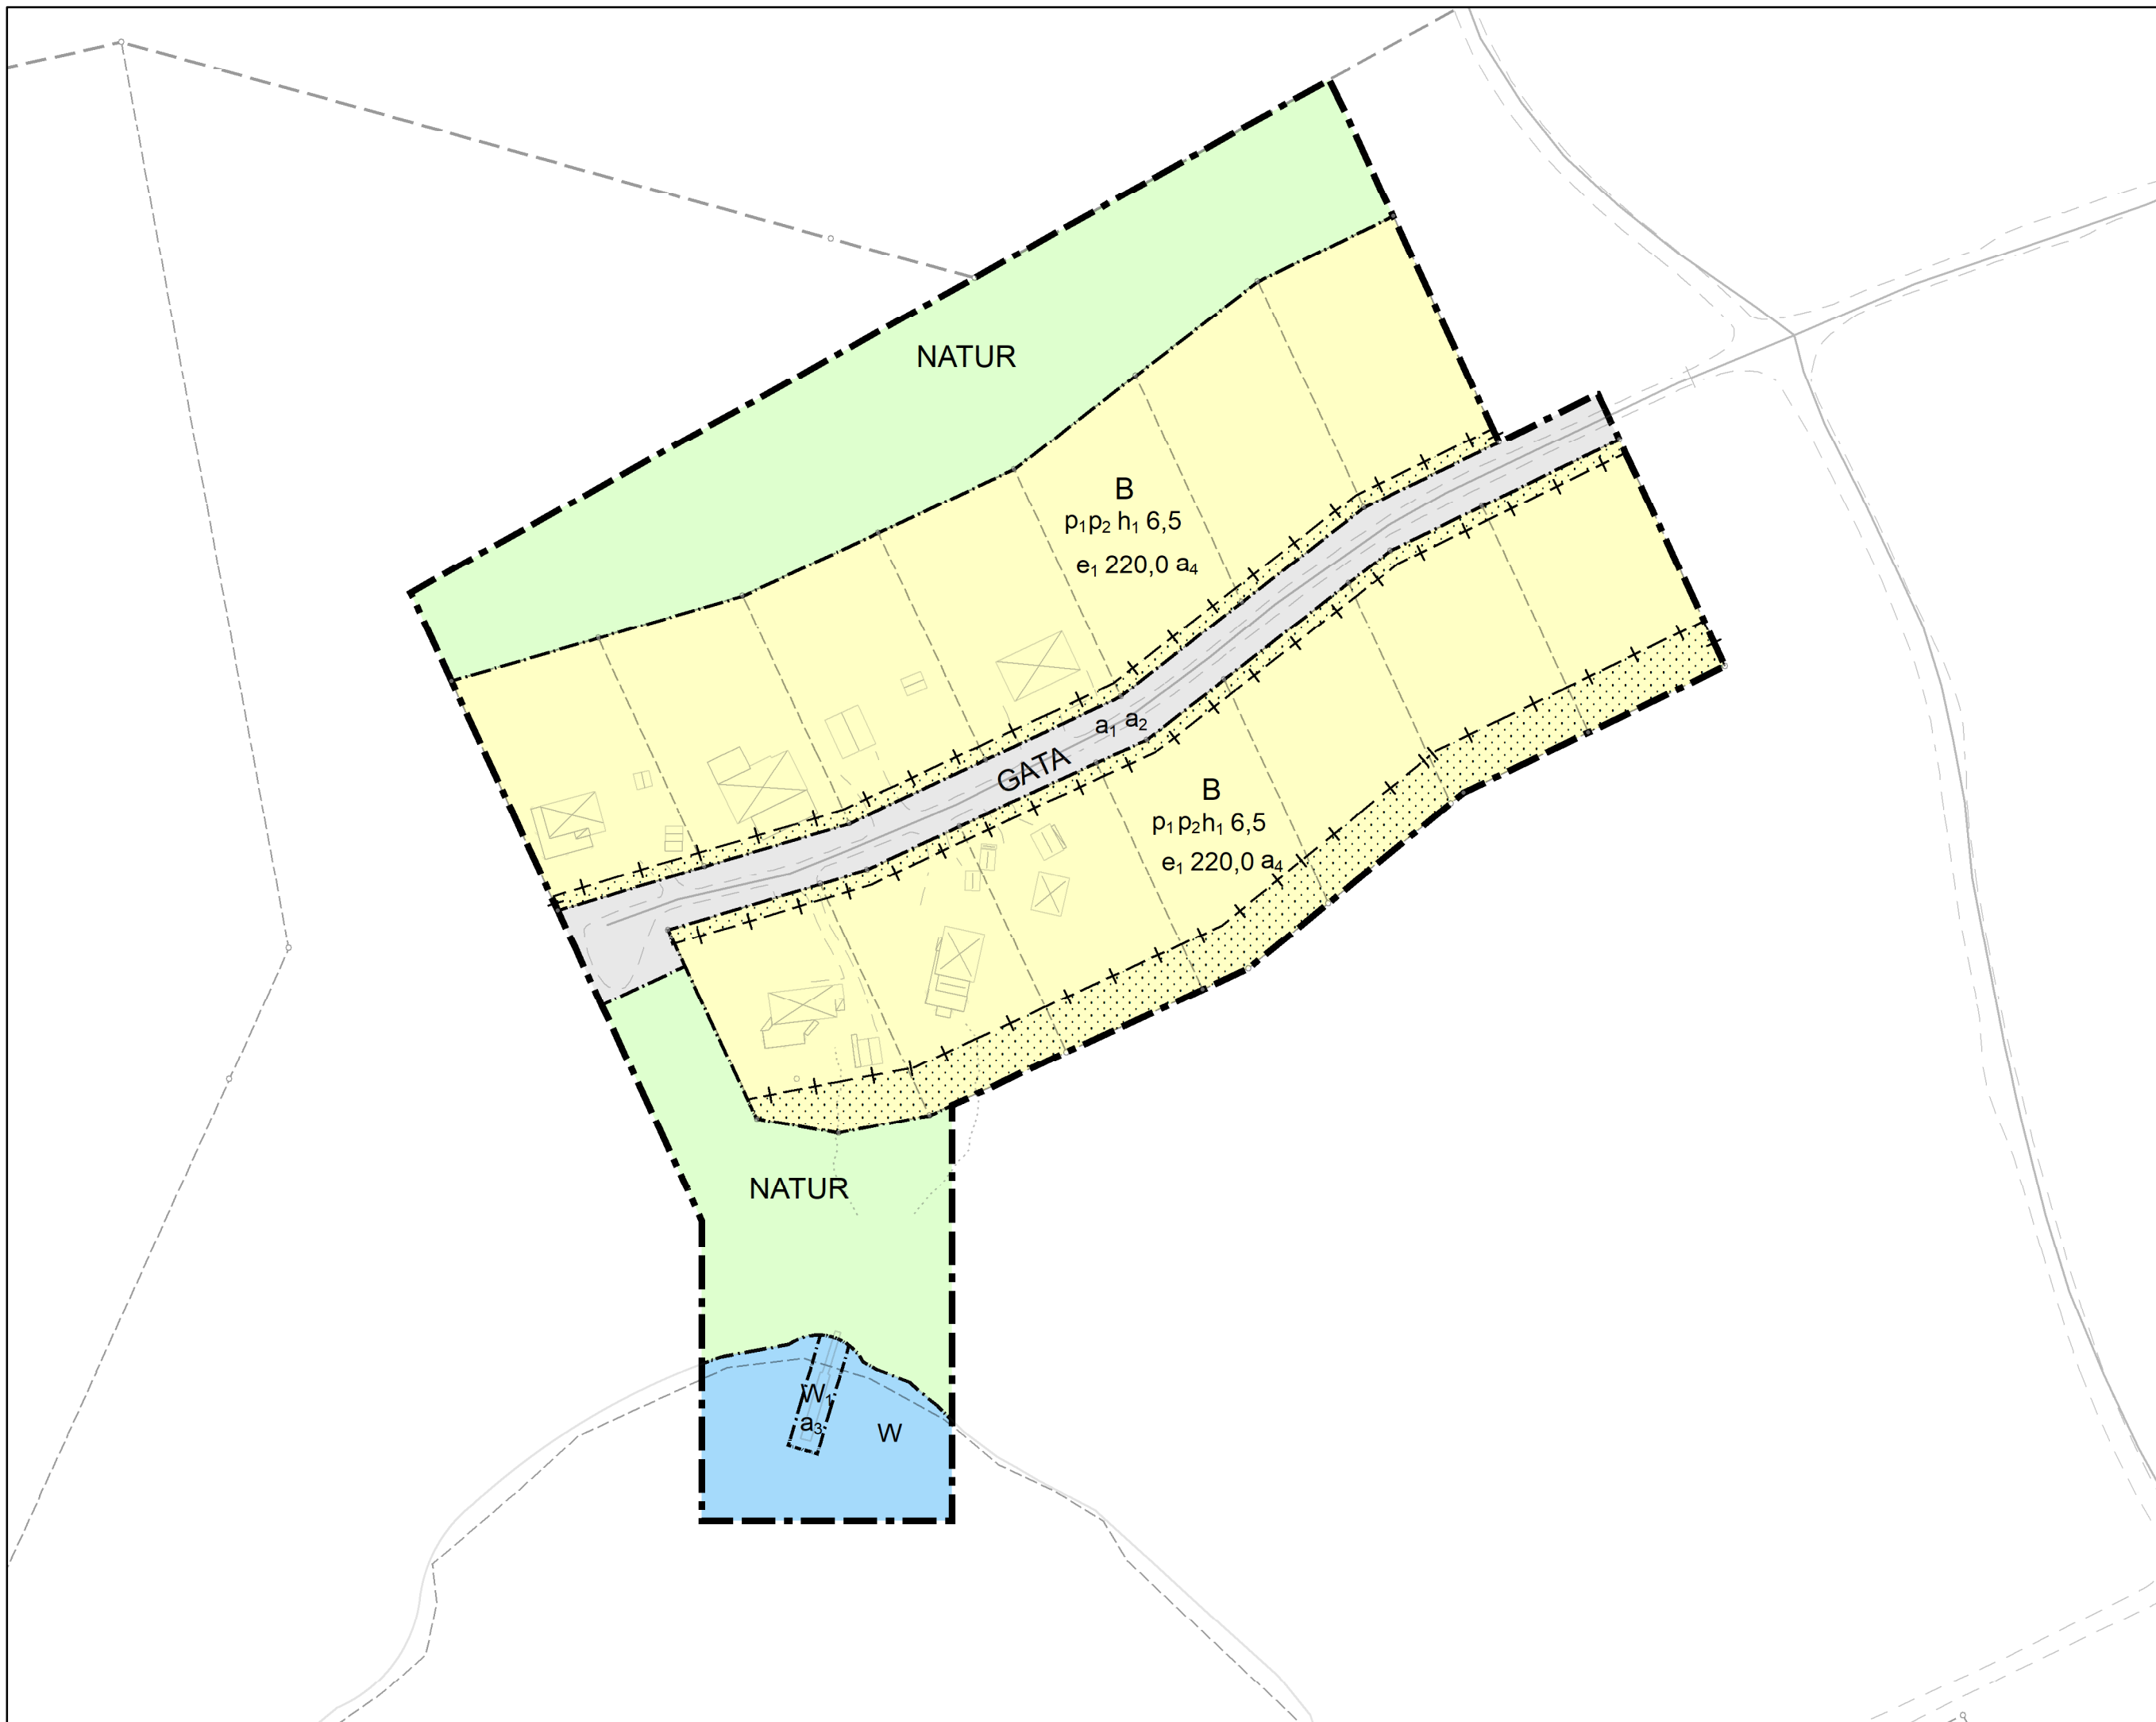 NATUR
B
p₁p₂ h₁ 6,5
e₁ 220,0 a₄
a₁ a₂
GATA
B
p₁p₂h₁ 6,5
e₁ 220,0 a₄
NATUR
W₁
a₃
W